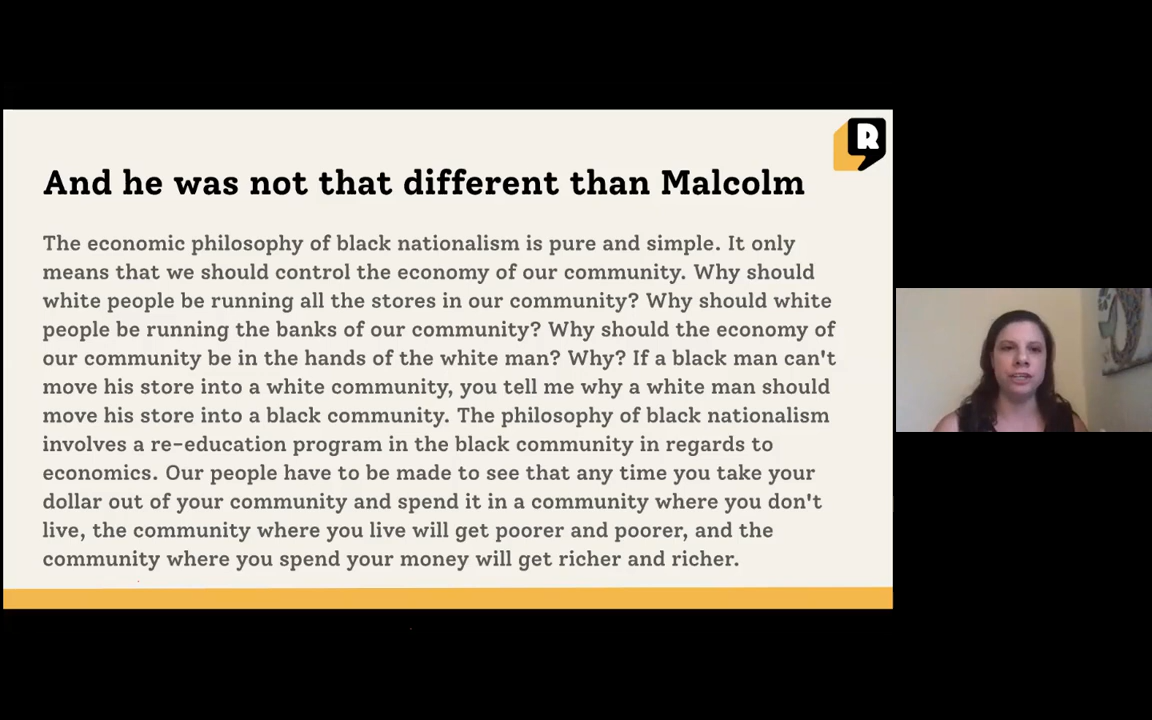 R
And he was not that different than Malcolm
The economic philosophy of black nationalism is pure and simple. It only
means that we should control the economy of our community. Why should
white people be running all the stores in our community? Why should white
people be running the banks of our community? Why should the economy of
our community be in the hands of the white man? Why? If a black man can't
move his store into a white community, you tell me why a white man should
move his store into a black community. The philosophy of black nationalism
involves a re-education program in the black community in regards to
economics. Our people have to be made to see that any time you take your
dollar out of your community and spend it in a community where you don't
live, the community where you live will get poorer and poorer, and the
community where you spend your money will get richer and richer.